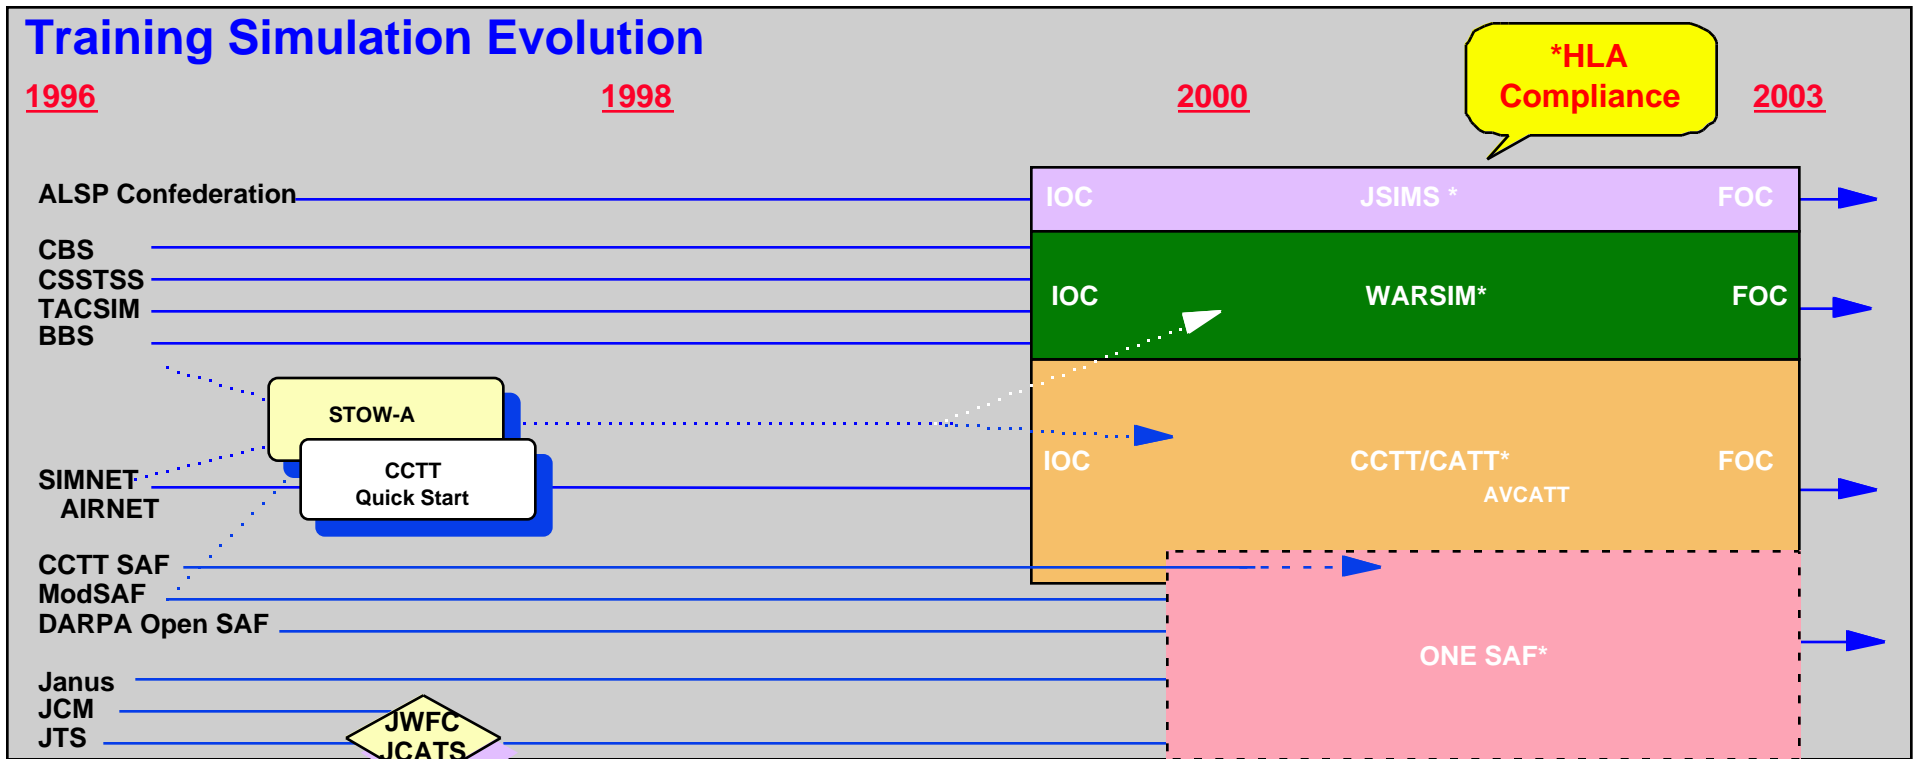 Training Simulation Evolution
*HLA
Compliance
1996 1998 2000 2003
ALSP Confederation
IOC JSIMS * FOC
CBS
CSSTSS
TACSIM
BBS
IOC WARSIM* FOC
STOW-A
CCTT
Quick Start
SIMNET
AIRNET
IOC CCTT/CATT* FOC
AVCATT
CCTT SAF
ModSAF
DARPA Open SAF
ONE SAF*
Janus
JCM
JTS
JWFC
JCATS